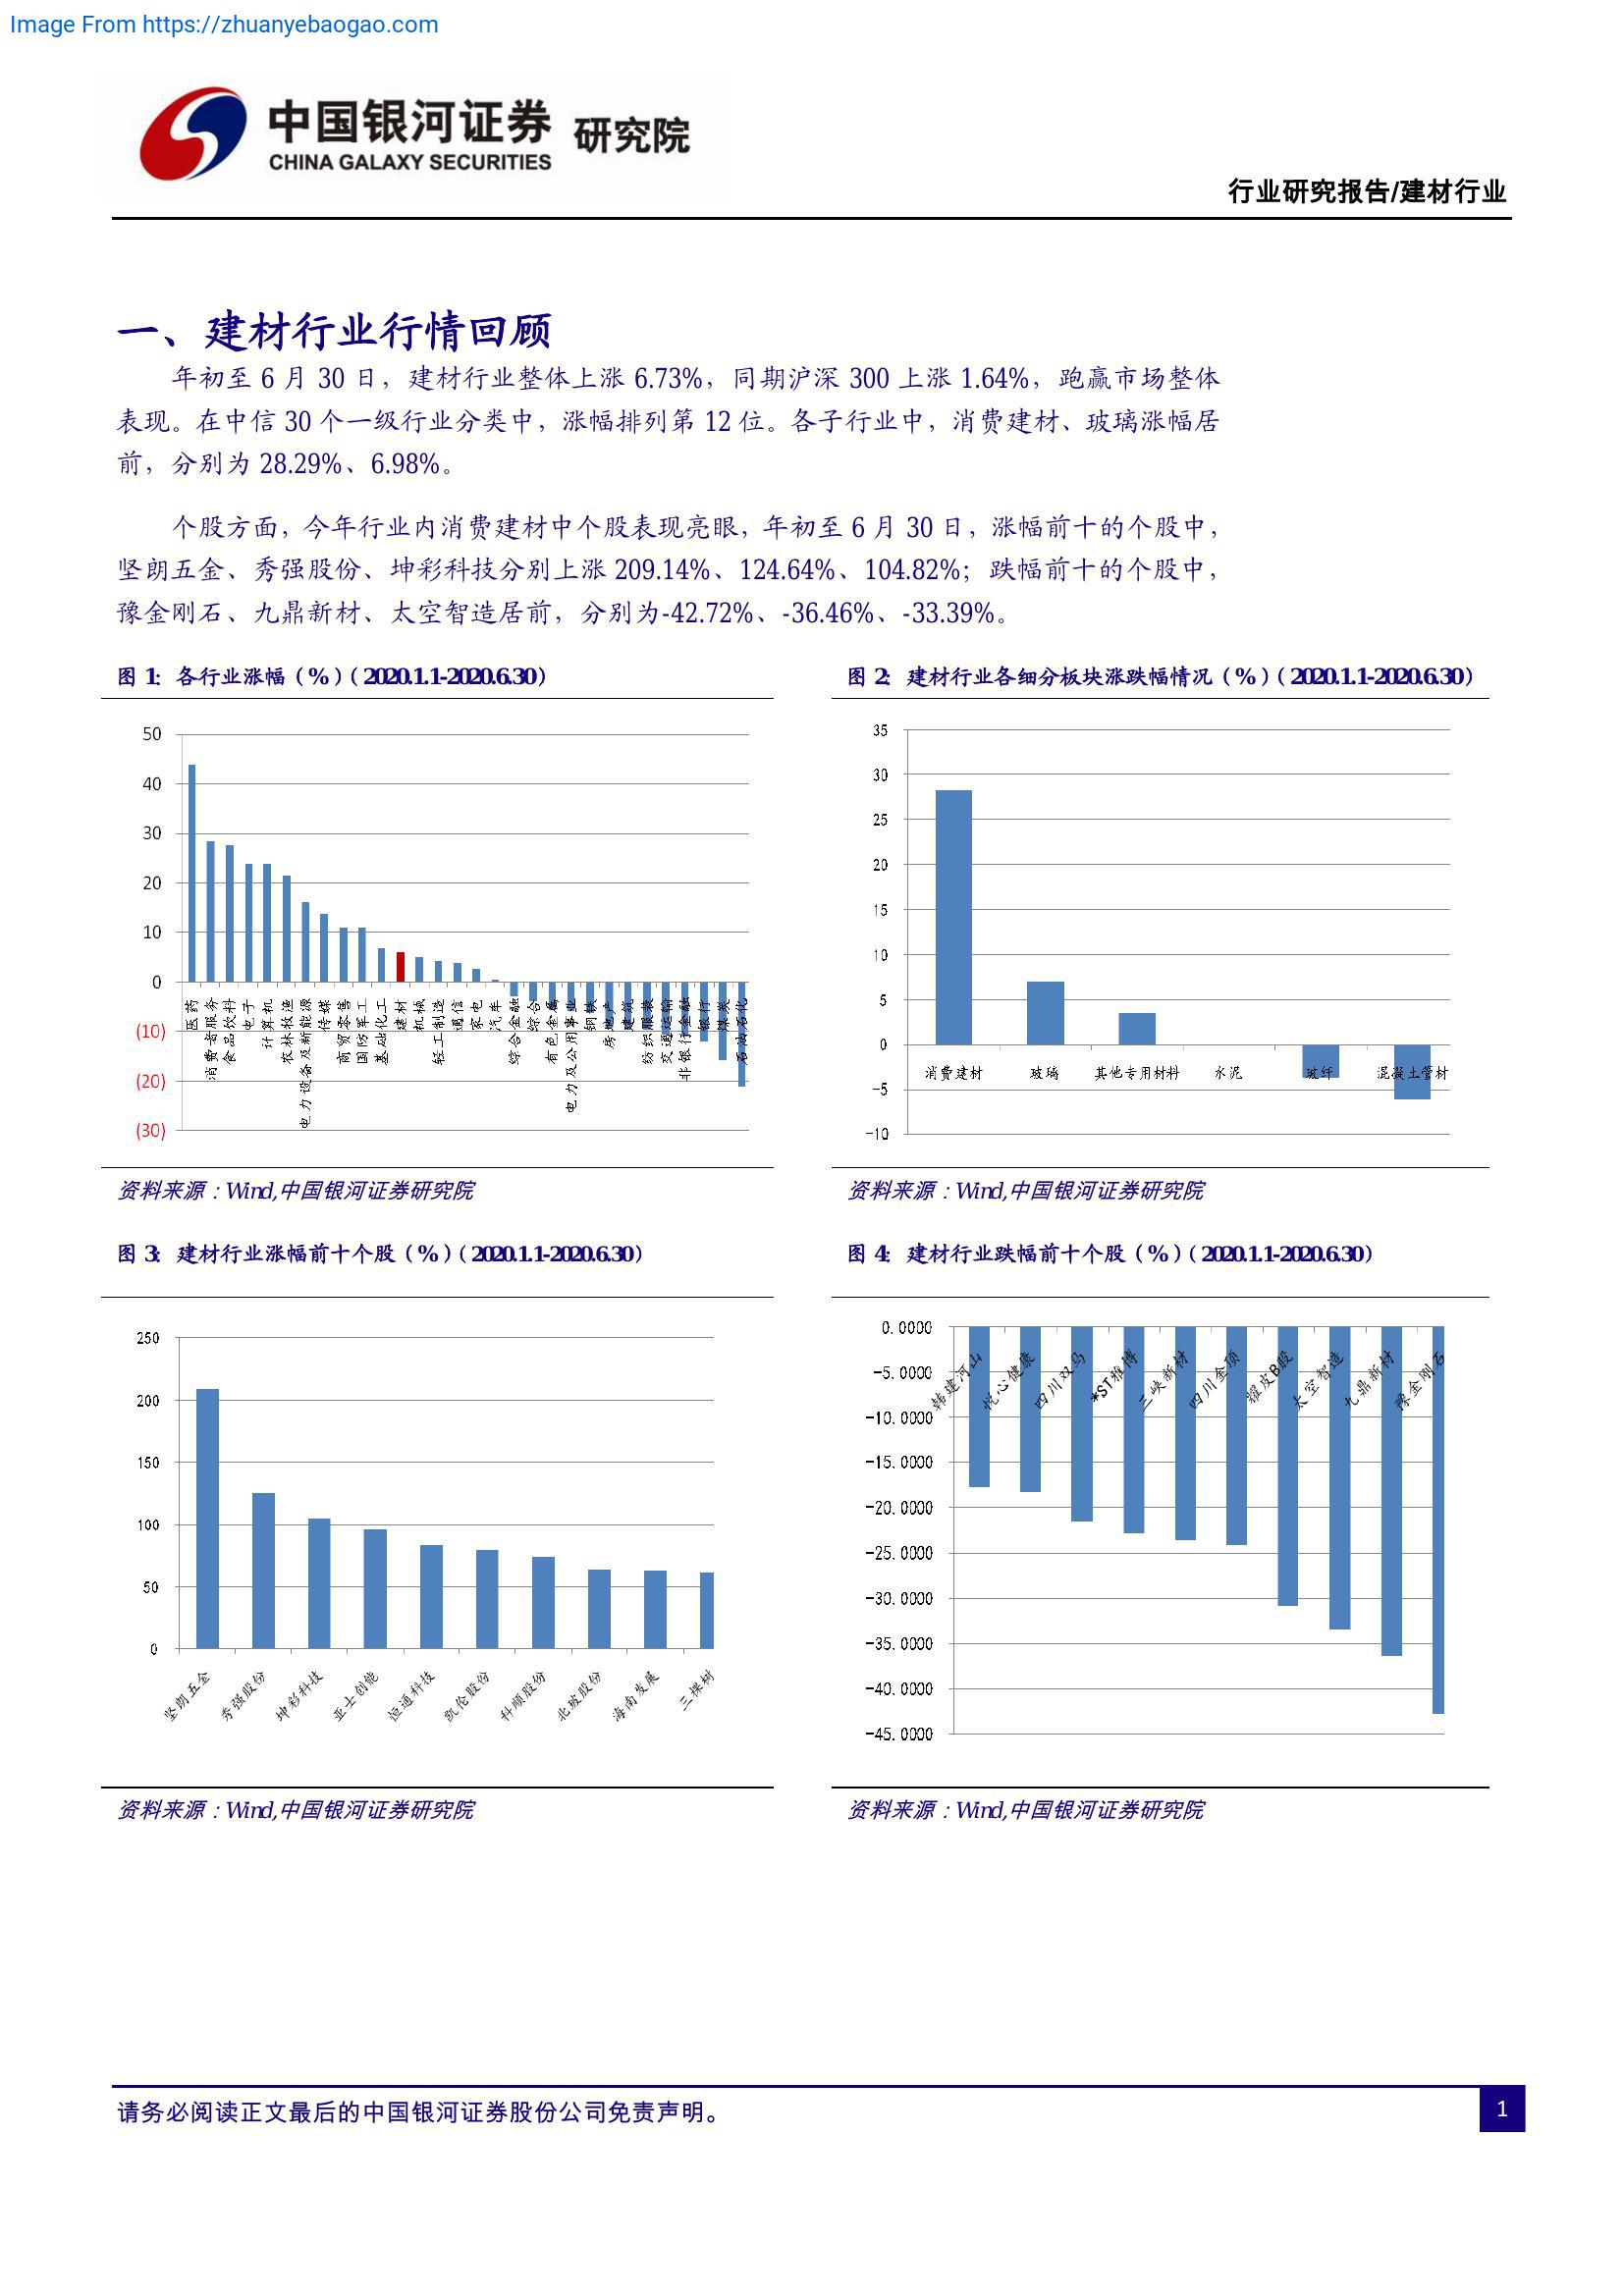 Image From https://zhuanyebaogao.com
中国银河证券 研究院
CHINA GALAXY SECURITIES
行业研究报告/建材行业
一、建材行业行情回顾
年初至 6 月 30 日，建材行业整体上涨 6.73%，同期沪深 300 上涨 1.64%，跑赢市场整体
表现。在中信 30 个一级行业分类中，涨幅排列第 12 位。各子行业中，消费建材、玻璃涨幅居
前，分别为 28.29%、6.98%。
个股方面，今年行业内消费建材中个股表现亮眼，年初至 6 月 30 日，涨幅前十的个股中，
坚朗五金、秀强股份、坤彩科技分别上涨 209.14%、124.64%、104.82%；跌幅前十的个股中，
豫金刚石、九鼎新材、太空智造居前，分别为-42.72%、-36.46%、-33.39%。
图 1：各行业涨幅（%）（2020.1.1-2020.6.30）
50
40
30
20
10
0
(10)
(20)
(30)
医药
消费者服务
食品饮料
电子
计算机
农林牧渔
电力设备及新能源
传媒
商贸零售
国防军工
基础化工
建材
机械
轻工制造
通信
家电
汽车
综合金融
综合
有色金属
电力及公用事业
钢铁
房地产
建筑
纺织服装
交通运输
非银行金融
银行
煤炭
石油石化
资料来源：Wind,中国银河证券研究院
图 2：建材行业各细分板块涨跌幅情况（%）（2020.1.1-2020.6.30）
35
30
25
20
15
10
5
0
-5
-10
消费建材 玻璃 其他专用材料 水泥 玻纤 混凝土管材
资料来源：Wind,中国银河证券研究院
图 3：建材行业涨幅前十个股（%）（2020.1.1-2020.6.30）
250
200
150
100
50
0
坚朗五金 秀强股份 坤彩科技 亚士创能 恒通科技 凯伦股份 科顺股份 北玻股份 海南发展 三棵树
资料来源：Wind,中国银河证券研究院
图 4：建材行业跌幅前十个股（%）（2020.1.1-2020.6.30）
0.0000
-5.0000
-10.0000
-15.0000
-20.0000
-25.0000
-30.0000
-35.0000
-40.0000
-45.0000
韩建河山 悦心健康 四川双马 *ST雅博 三峡新材 四川金顶 耀皮B股 太空智造 九鼎新材 豫金刚石
资料来源：Wind,中国银河证券研究院
请务必阅读正文最后的中国银河证券股份公司免责声明。
1